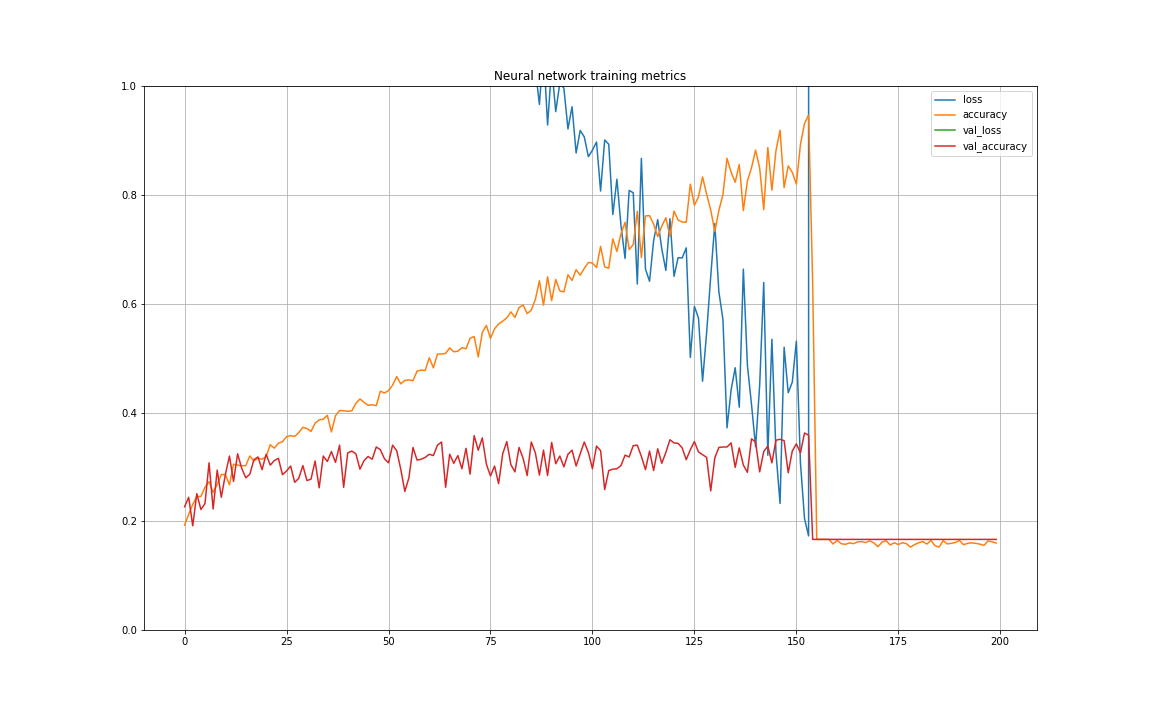 Neural network training metrics
1.0
loss
accuracy
val_loss
val_accuracy
0.8
0.6
0.4
0.2
0.0
0 25 50 75 100 125 150 175 200